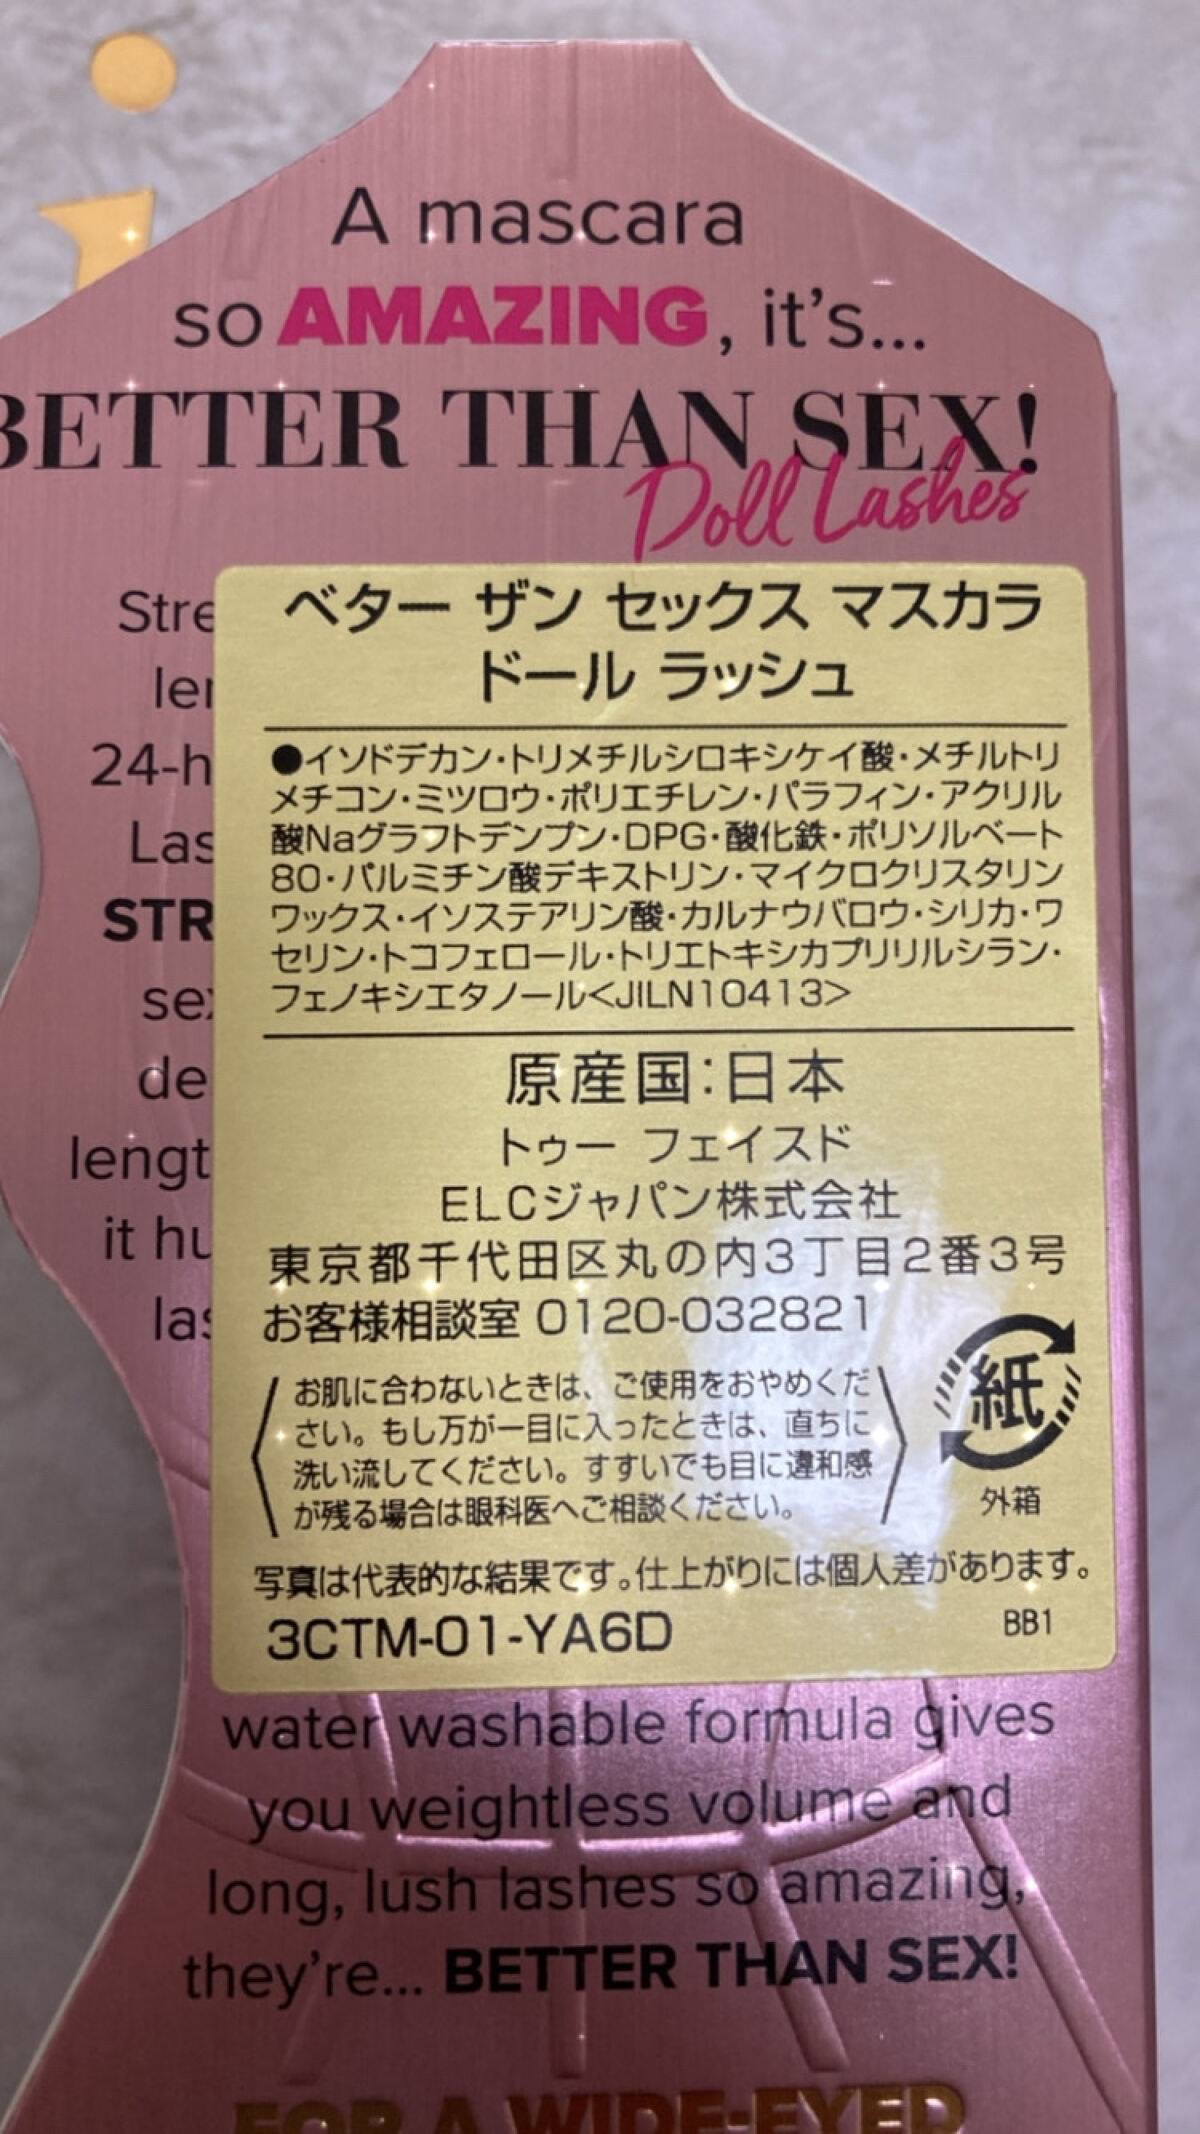 A mascara
so AMAZING, it's...
BETTER THAN SEX!
Doll Lashes
ベター ザン セックス マスカラ
ドール ラッシュ
●イソドデカン・トリメチルシロキシケイ酸・メチルトリ
メチコン・ミツロウ・ポリエチレン・パラフィン・アクリル
酸Naグラフトデンプン・DPG・酸化鉄・ポリソルベート
80・パルミチン酸デキストリン・マイクロクリスタリン
ワックス・イソステアリン酸・カルナウバロウ・シリカ・ワ
セリン・トコフェロール・トリエトキシカプリリルシラン・
フェノキシエタノール<JILN10413>
原産国:日本
トゥー フェイスド
ELCジャパン株式会社
東京都千代田区丸の内3丁目2番3号
お客様相談室 0120-032821
お肌に合わないときは、ご使用をおやめくだ
さい。もし万が一目に入ったときは、直ちに
洗い流してください。すすいでも目に違和感
が残る場合は眼科医へご相談ください。
紙
外箱
写真は代表的な結果です。仕上がりには個人差があります。
3CTM-01-YA6D BB1
water washable formula gives
you weightless volume and
long, lush lashes so amazing,
they're... BETTER THAN SEX!
FOR A WIDE-EYED